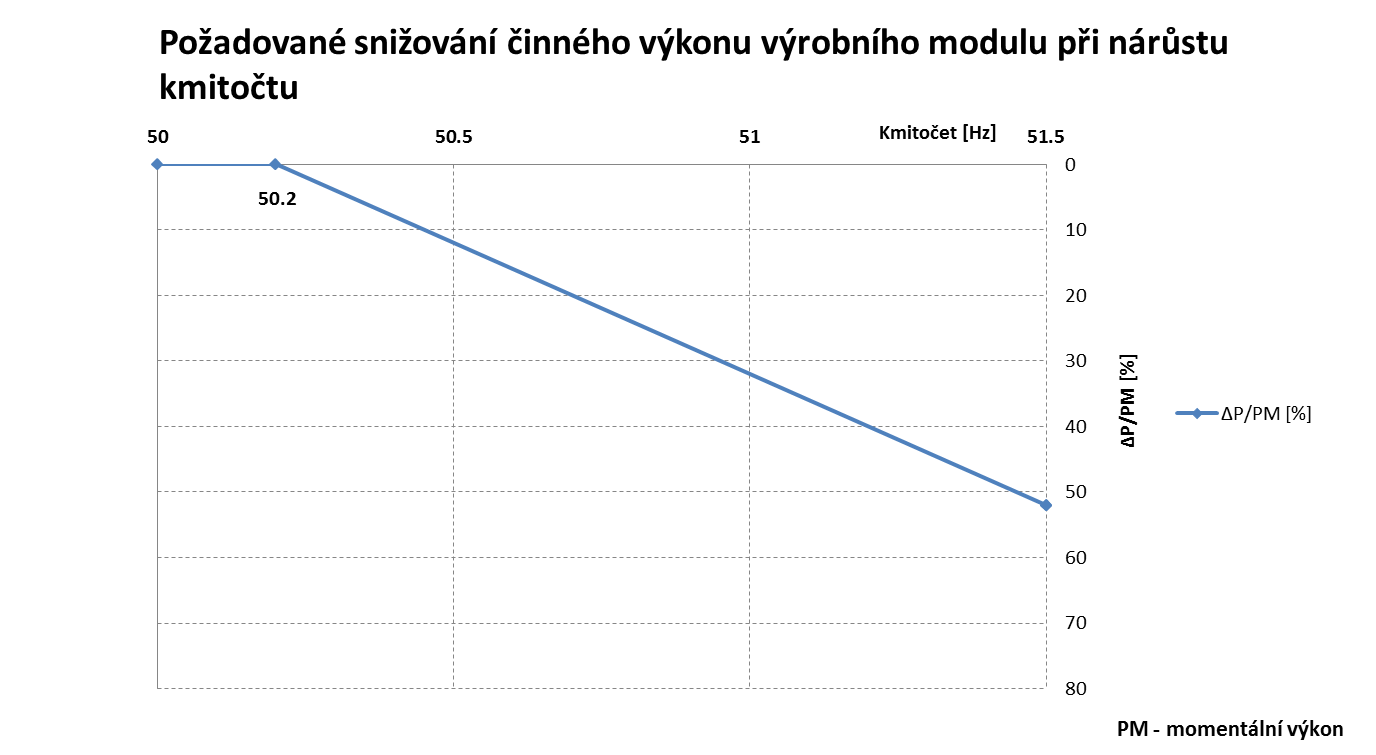 Požadované snižování činného výkonu výrobního modulu při nárůstu
kmitočtu
50 50.5 51 Kmitočet [Hz] 51.5
0
50.2
10
20
30
40
50
60
70
80
ΔP/PM [%]
ΔP/PM [%]
PM - momentální výkon